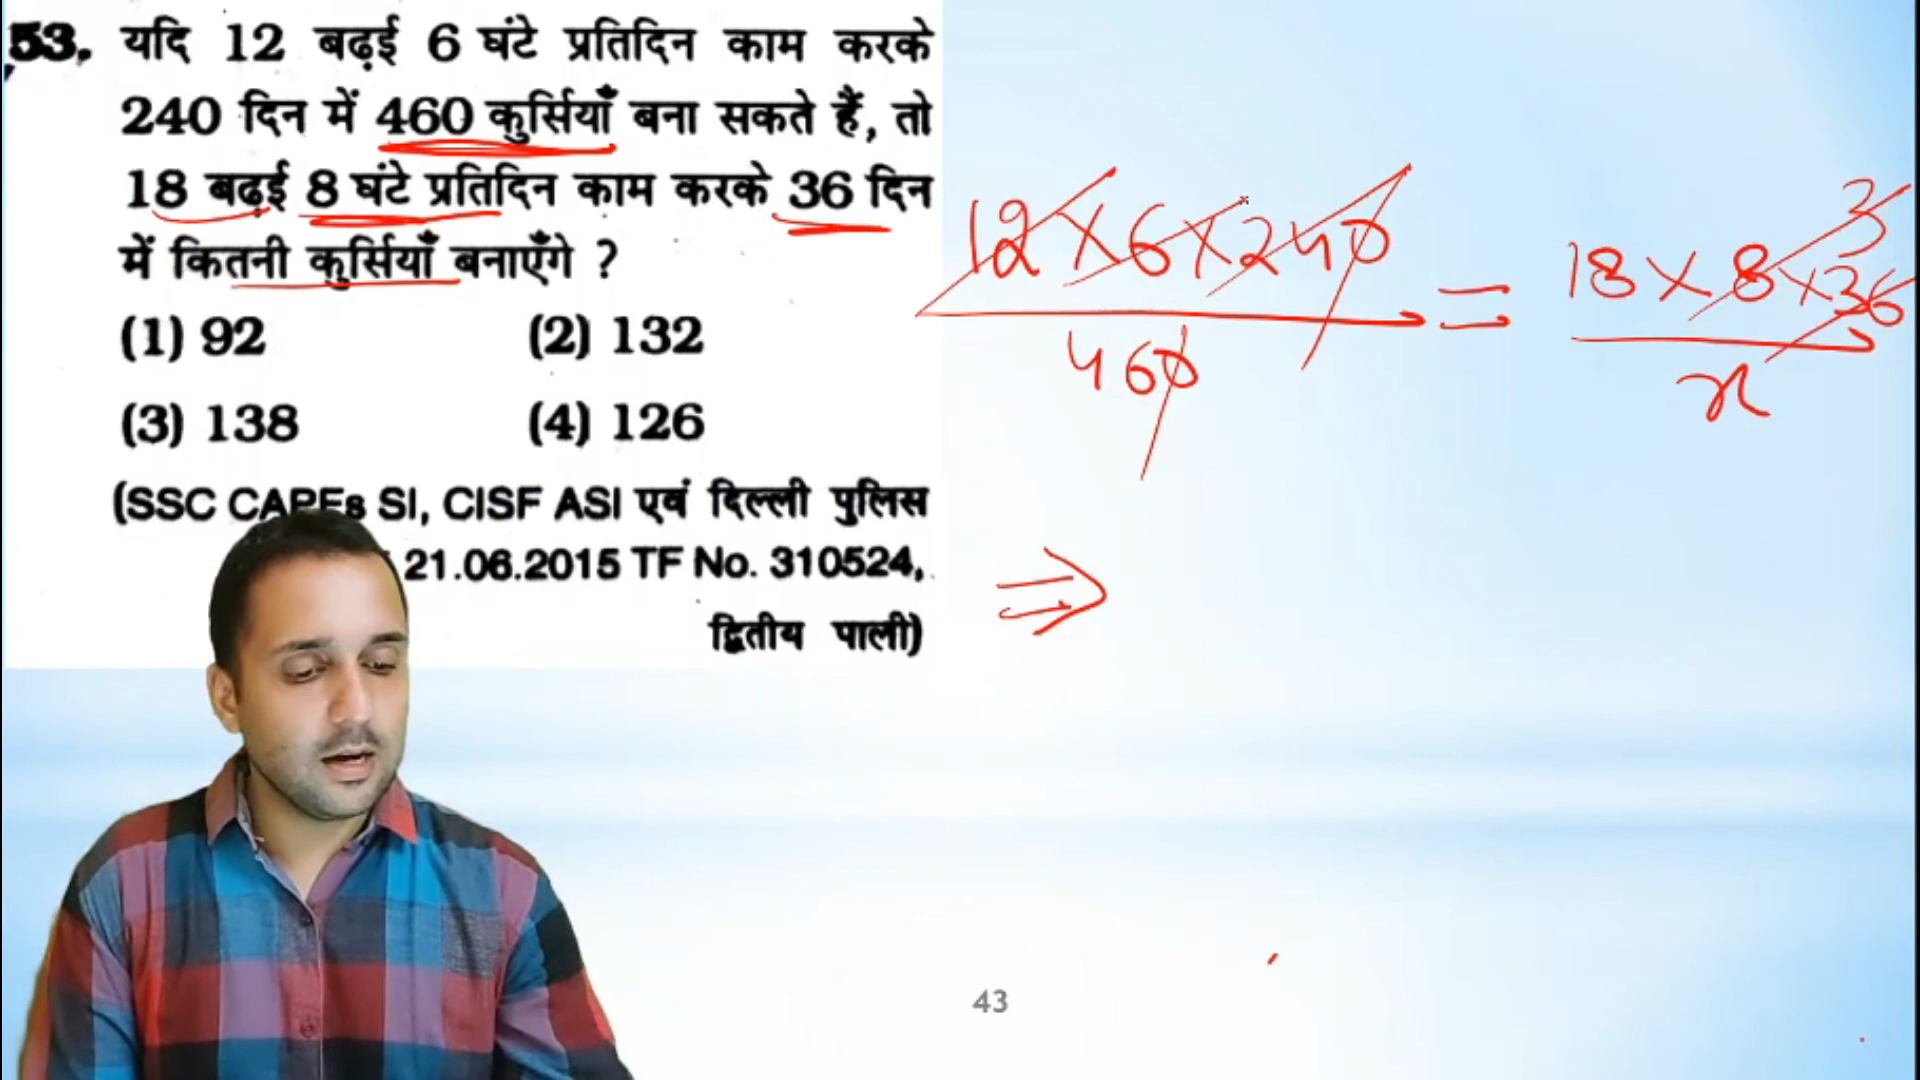 53. यदि 12 बढ़ई 6 घंटे प्रतिदिन काम करके
240 दिन में 460 कुर्सियाँ बना सकते हैं, तो
18 बढ़ई 8 घंटे प्रतिदिन काम करके 36 दिन
में कितनी कुर्सियाँ बनाएँगे ?
(1) 92 (2) 132
(3) 138 (4) 126
(SSC CAPFs SI, CISF ASI एवं दिल्ली पुलिस
21.06.2015 TF No. 310524,
द्वितीय पाली)
3
12 × 6 × 240 = 18 × 8 × 36
460 x
⇒
43